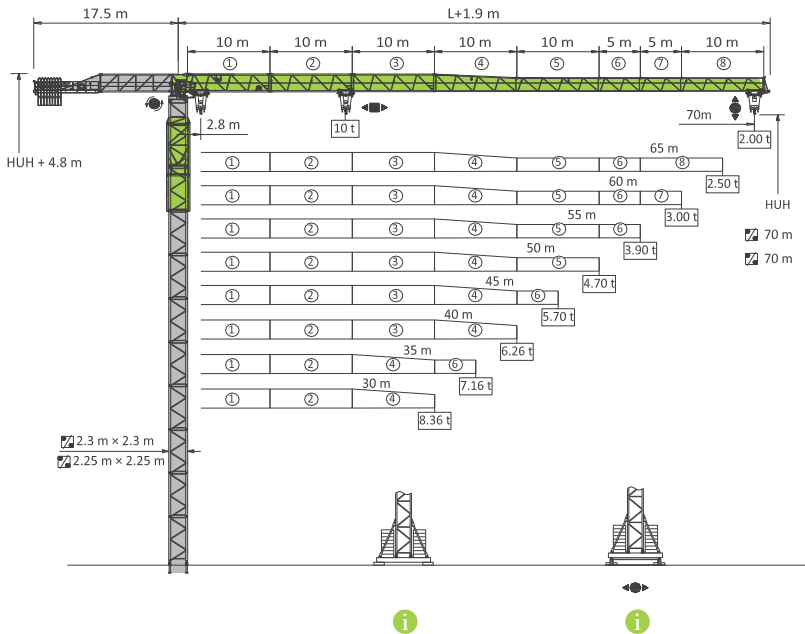 17.5 m
L+1.9 m
10 m 10 m 10 m 10 m 10 m 5 m 5 m 10 m
① ② ③ ④ ⑤ ⑥ ⑦ ⑧
2.8 m
10 t
70m
2.00 t
HUH + 4.8 m
HUH
70 m
70 m
65 m
① ② ③ ④ ⑤ ⑥ ⑧
2.50 t
60 m
① ② ③ ④ ⑤ ⑥ ⑦
3.00 t
55 m
① ② ③ ④ ⑤ ⑥
3.90 t
50 m
① ② ③ ④ ⑤
4.70 t
45 m
① ② ③ ④ ⑥
5.70 t
40 m
① ② ③ ④
6.26 t
35 m
① ② ④ ⑥
7.16 t
30 m
① ② ④
8.36 t
2.3 m × 2.3 m
2.25 m × 2.25 m
i i